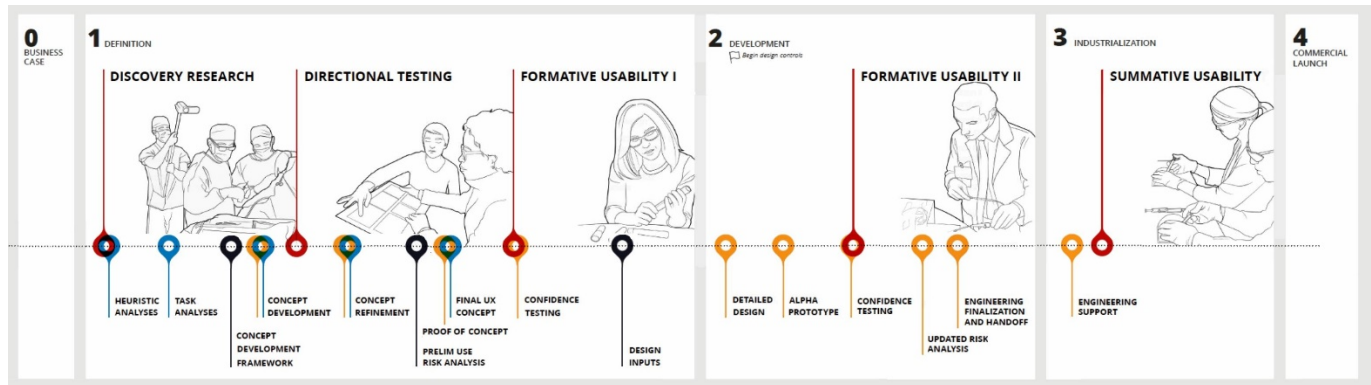 0
BUSINESS
CASE
1 DEFINITION
DISCOVERY RESEARCH
DIRECTIONAL TESTING
FORMATIVE USABILITY I
HEURISTIC
ANALYSES
TASK
ANALYSES
CONCEPT
DEVELOPMENT
FRAMEWORK
CONCEPT
DEVELOPMENT
CONCEPT
REFINEMENT
PRELIM USE
RISK ANALYSIS
PROOF OF CONCEPT
FINAL UX
CONCEPT
CONFIDENCE
TESTING
DESIGN
INPUTS
2 DEVELOPMENT
Begin design controls
FORMATIVE USABILITY II
DETAILED
DESIGN
ALPHA
PROTOTYPE
CONFIDENCE
TESTING
UPDATED RISK
ANALYSIS
ENGINEERING
FINALIZATION
AND HANDOFF
3 INDUSTRIALIZATION
SUMMATIVE USABILITY
ENGINEERING
SUPPORT
4
COMMERCIAL
LAUNCH